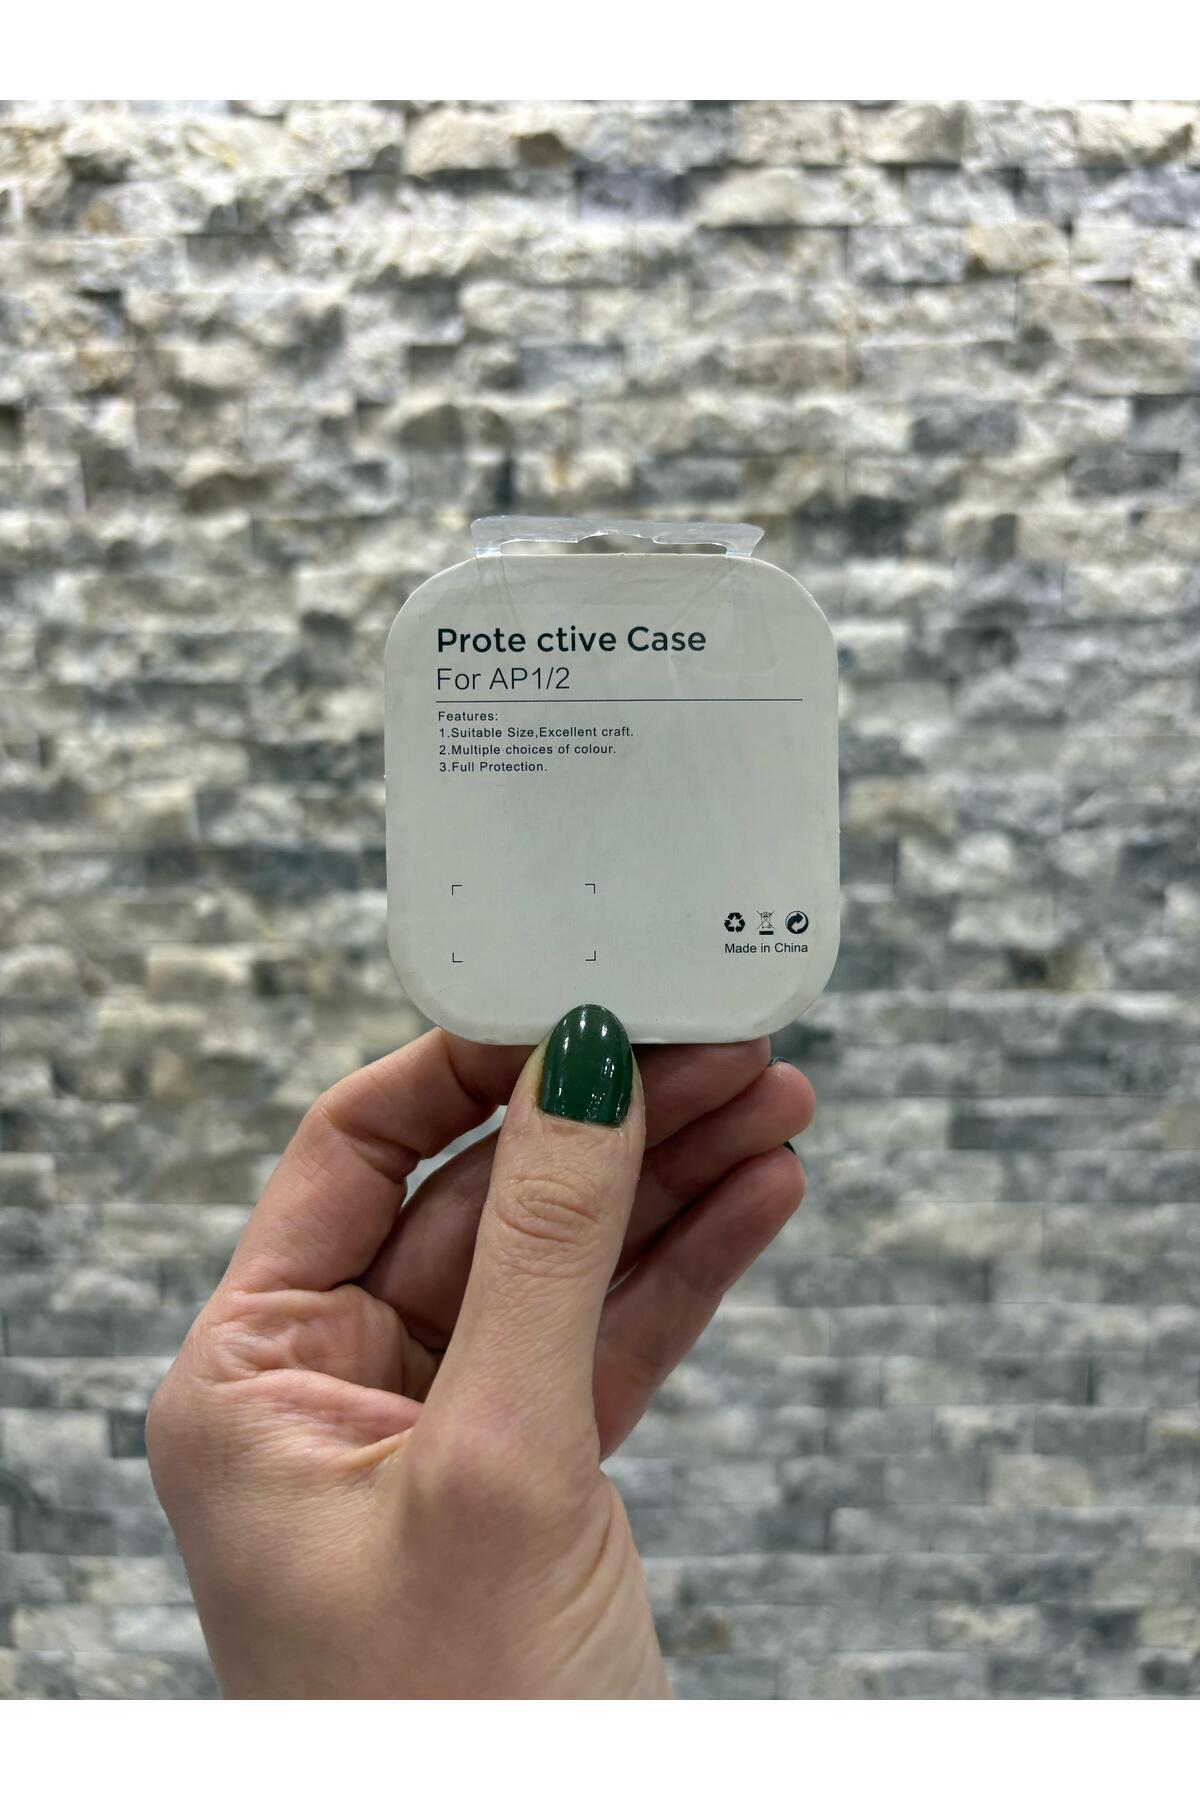 Prote ctive Case
For AP1/2
Features:
1.Suitable Size,Excellent craft.
2.Multiple choices of colour.
3.Full Protection.
Made in China